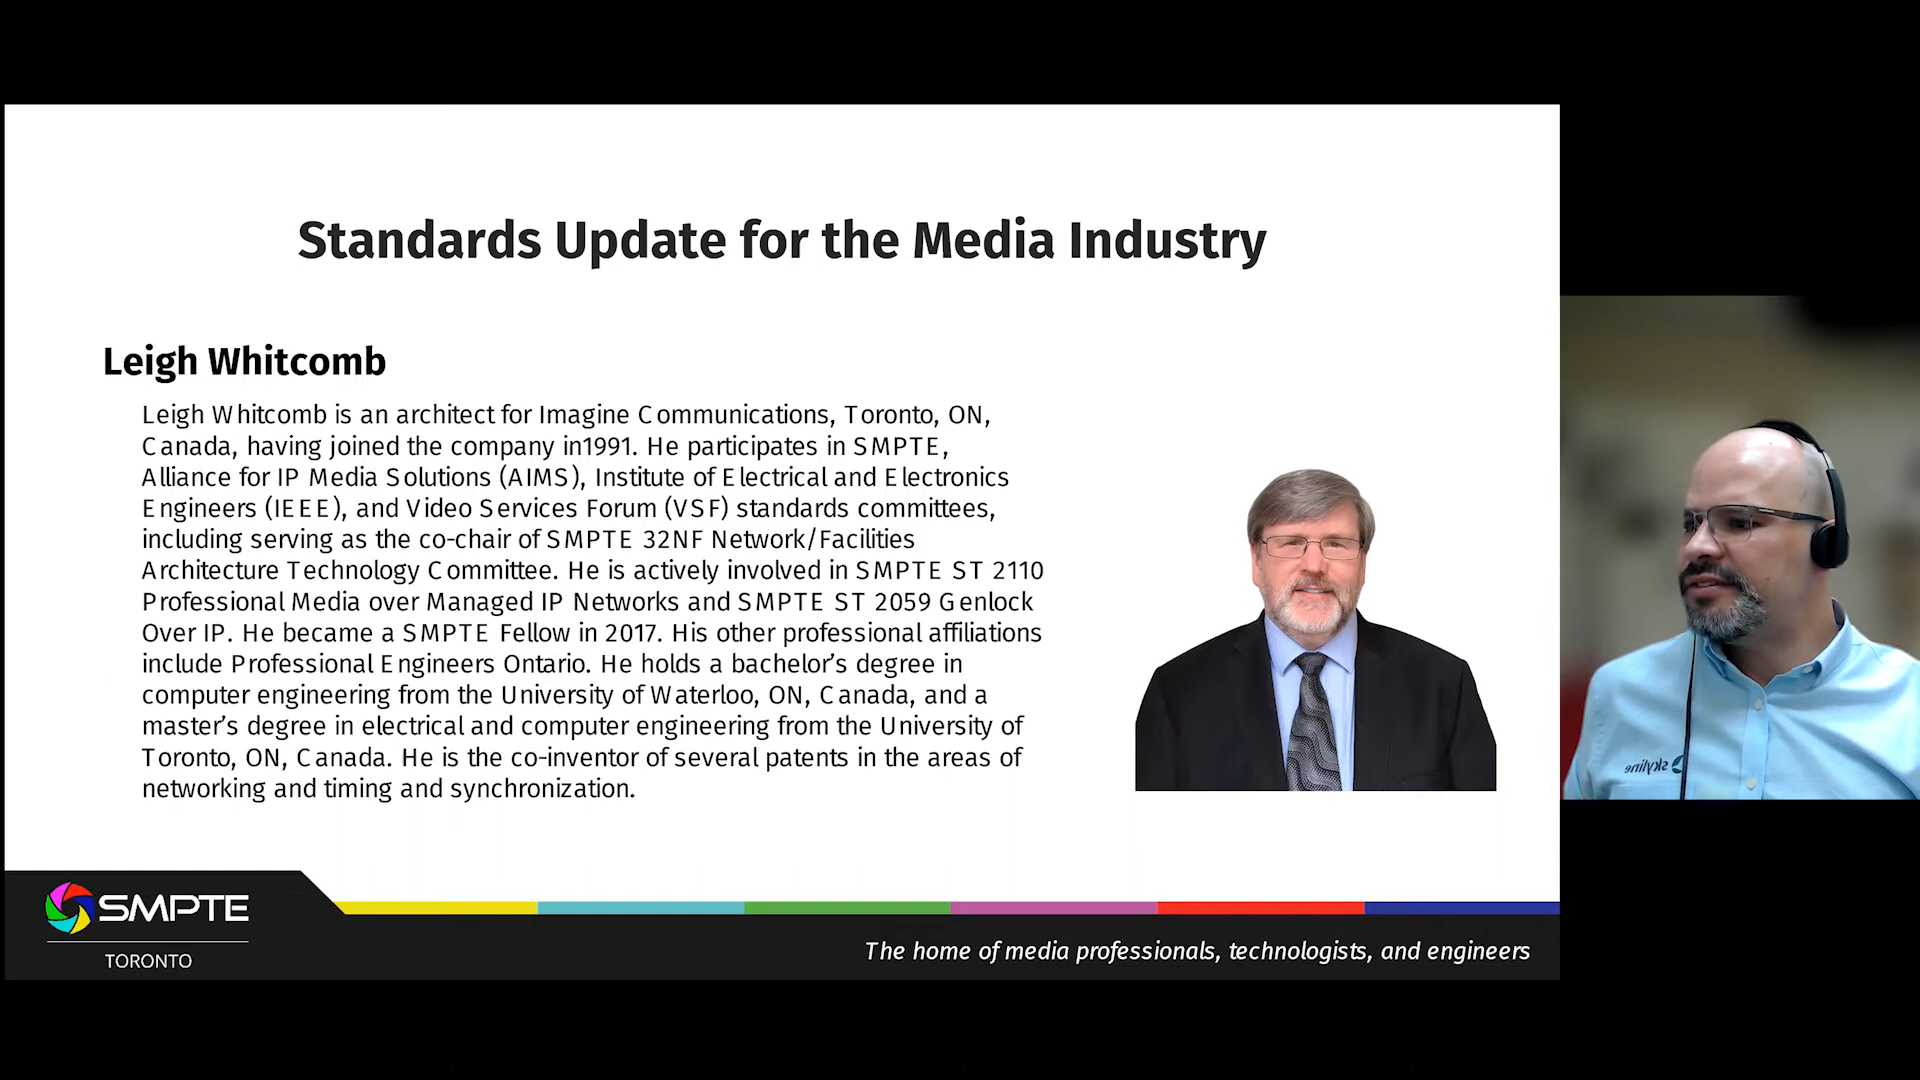 Standards Update for the Media Industry
Leigh Whitcomb
Leigh Whitcomb is an architect for Imagine Communications, Toronto, ON,
Canada, having joined the company in1991. He participates in SMPTE,
Alliance for IP Media Solutions (AIMS), Institute of Electrical and Electronics
Engineers (IEEE), and Video Services Forum (VSF) standards committees,
including serving as the co-chair of SMPTE 32NF Network/Facilities
Architecture Technology Committee. He is actively involved in SMPTE ST 2110
Professional Media over Managed IP Networks and SMPTE ST 2059 Genlock
Over IP. He became a SMPTE Fellow in 2017. His other professional affiliations
include Professional Engineers Ontario. He holds a bachelor’s degree in
computer engineering from the University of Waterloo, ON, Canada, and a
master’s degree in electrical and computer engineering from the University of
Toronto, ON, Canada. He is the co-inventor of several patents in the areas of
networking and timing and synchronization.
skyline
SMPTE
TORONTO
The home of media professionals, technologists, and engineers